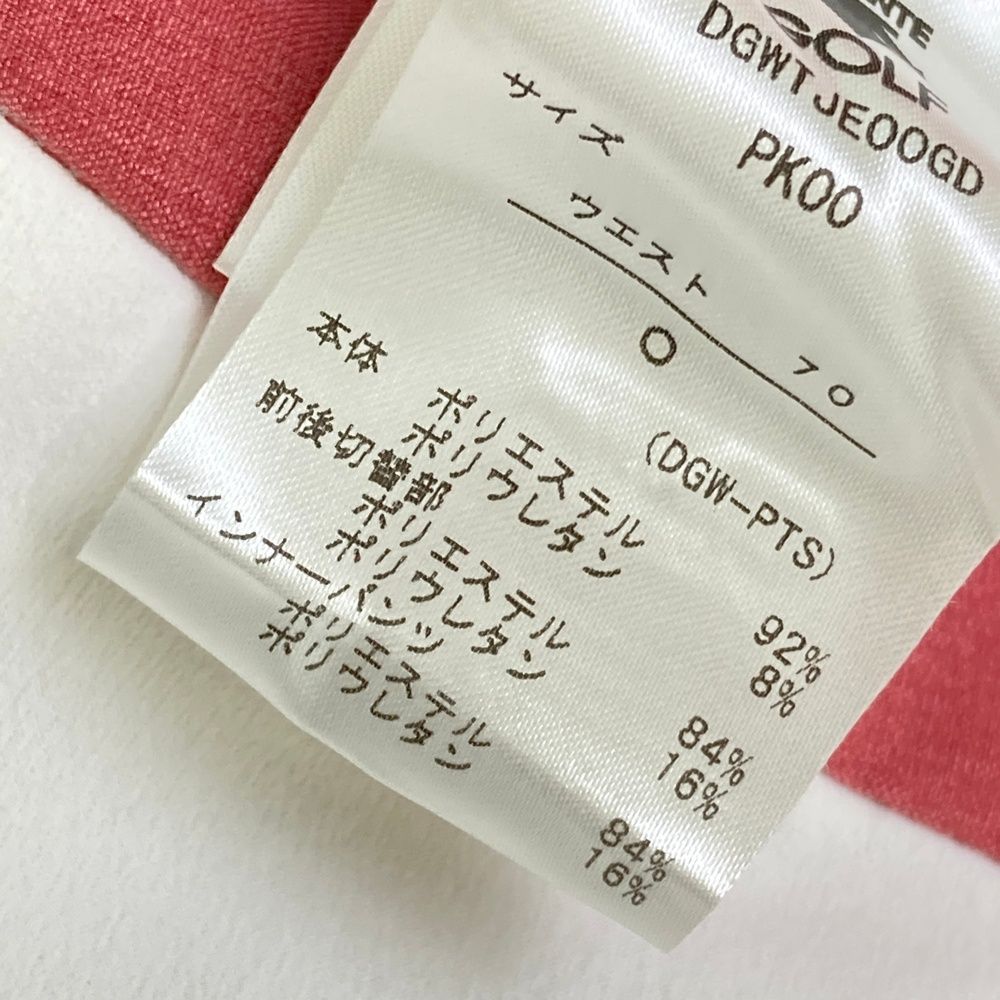 GOLF
DGWTJE00GD
PK00
サイズ
ウエスト 70
0
(DGW-PTS)
本体
ポリエステル 92%
ポリウレタン 8%
前後切替部
ポリエステル 84%
ポリウレタン 16%
インナーパンツ
ポリエステル 84%
ポリウレタン 16%